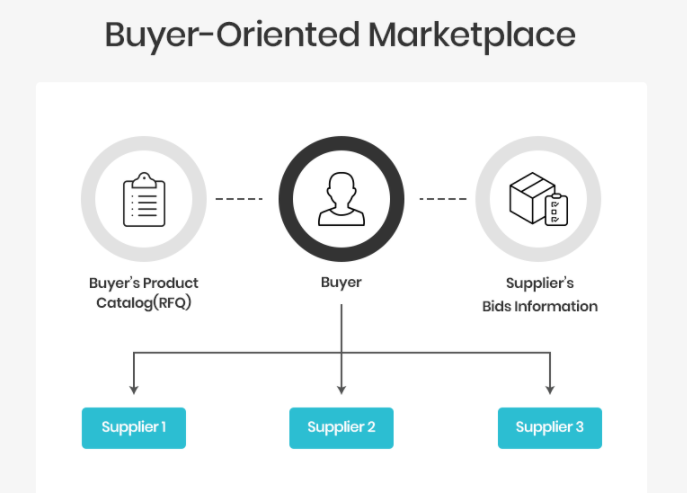 Buyer-Oriented Marketplace
Buyer's Product
Catalog(RFQ)
Buyer
Supplier's
Bids Information
Supplier 1
Supplier 2
Supplier 3